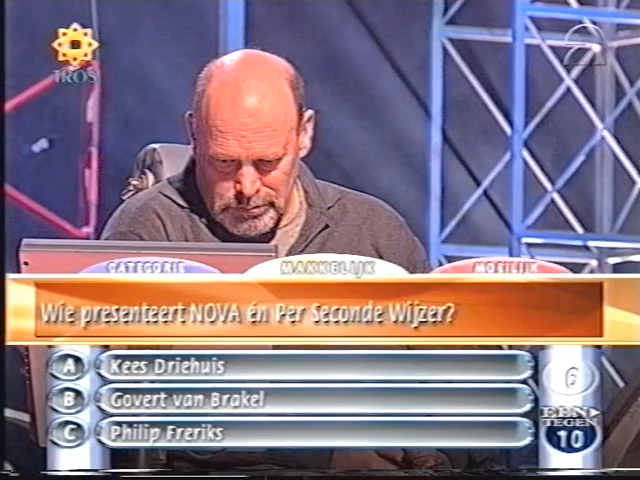 TROS
2
CATEGORIE MAKKELIJK MOEILIJK
Wie presenteert NOVA én Per Seconde Wijzer?
A Kees Driehuis
B Govert van Brakel
C Philip Freriks
6
EEN
TEGEN
10